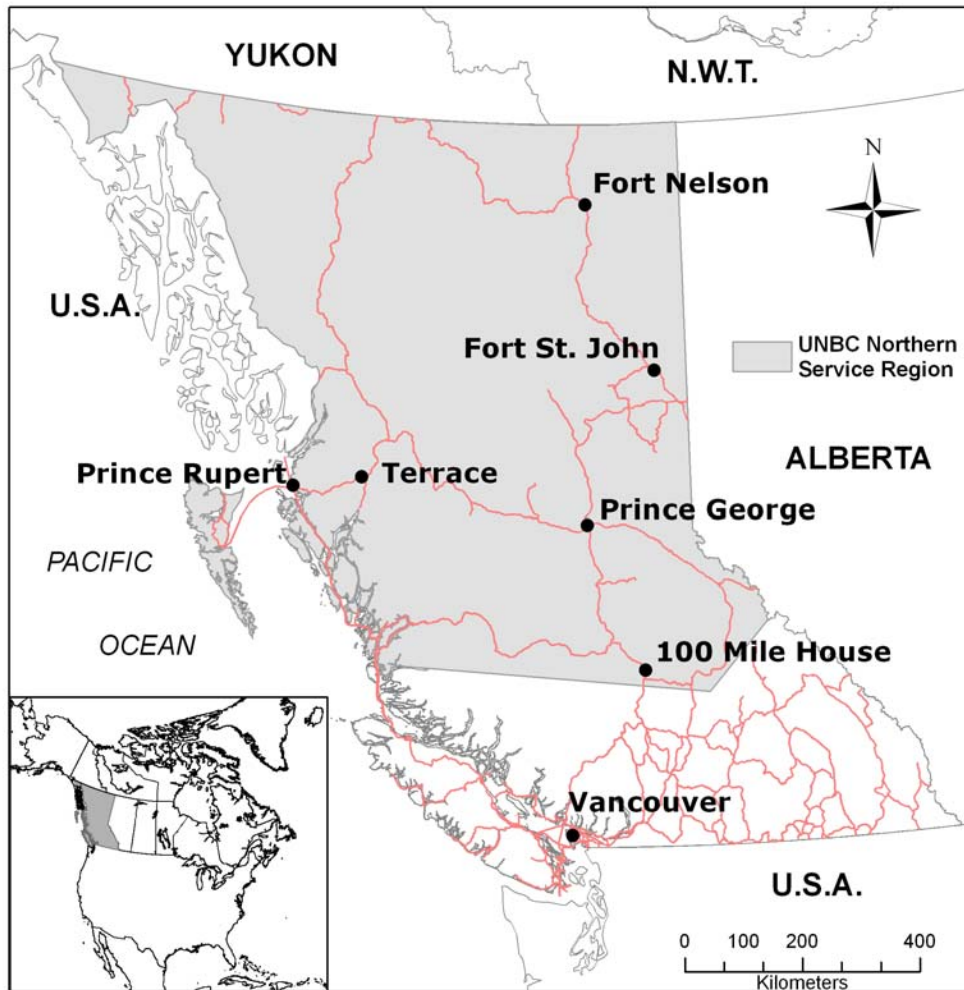 YUKON
N.W.T.
N
Fort Nelson
U.S.A.
Fort St. John
UNBC Northern
Service Region
ALBERTA
Prince Rupert
Terrace
Prince George
PACIFIC
OCEAN
100 Mile House
Vancouver
U.S.A.
0 100 200 400
Kilometers